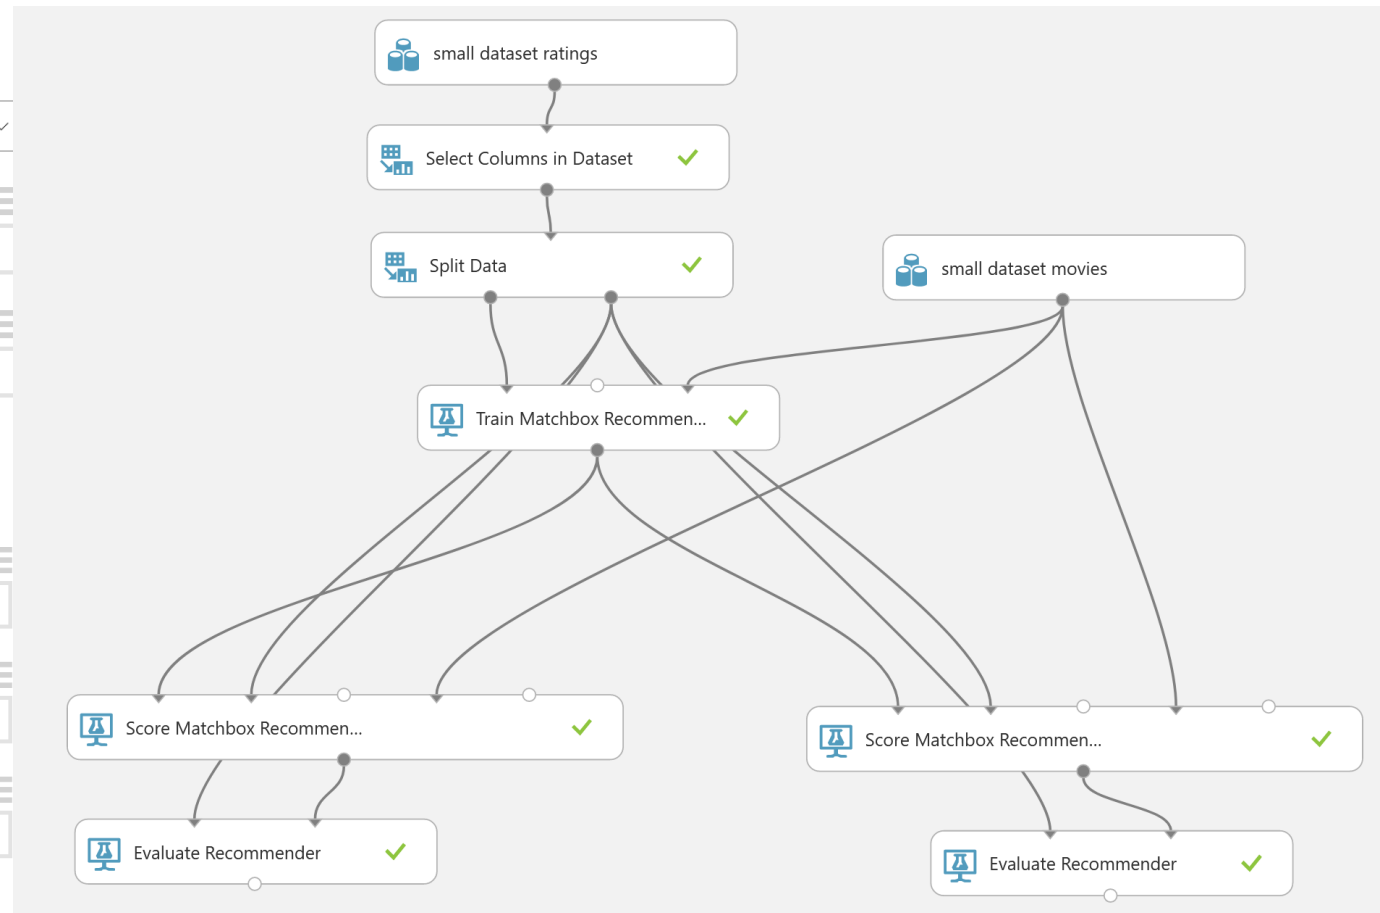 small dataset ratings
Select Columns in Dataset
Split Data
small dataset movies
Train Matchbox Recommen...
Score Matchbox Recommen...
Score Matchbox Recommen...
Evaluate Recommender
Evaluate Recommender